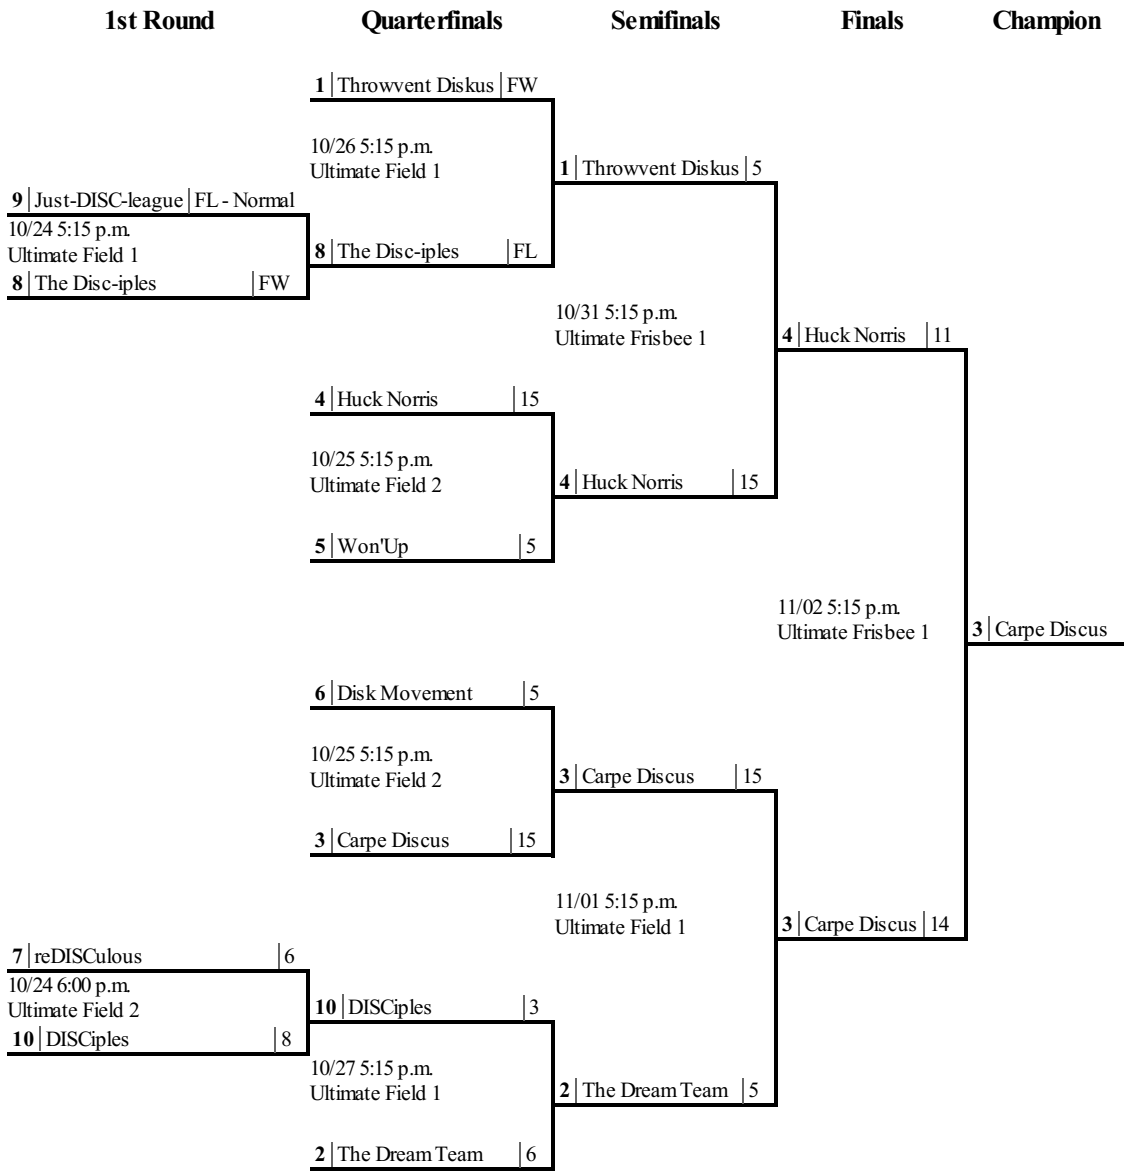 1st Round Quarterfinals Semifinals Finals Champion
1 Throwvent Diskus FW
10/26 5:15 p.m.
Ultimate Field 1
1 Throwvent Diskus 5
9 Just-DISC-league FL - Normal
10/24 5:15 p.m.
Ultimate Field 1
8 The Disc-iples FL
8 The Disc-iples FW
10/31 5:15 p.m.
Ultimate Frisbee 1
4 Huck Norris 11
4 Huck Norris 15
10/25 5:15 p.m.
Ultimate Field 2
4 Huck Norris 15
5 Won'Up 5
11/02 5:15 p.m.
Ultimate Frisbee 1
3 Carpe Discus
6 Disk Movement 5
10/25 5:15 p.m.
Ultimate Field 2
3 Carpe Discus 15
3 Carpe Discus 15
11/01 5:15 p.m.
Ultimate Field 1
3 Carpe Discus 14
7 reDISCulous 6
10/24 6:00 p.m.
Ultimate Field 2
10 DISCiples 3
10 DISCiples 8
10/27 5:15 p.m.
Ultimate Field 1
2 The Dream Team 5
2 The Dream Team 6